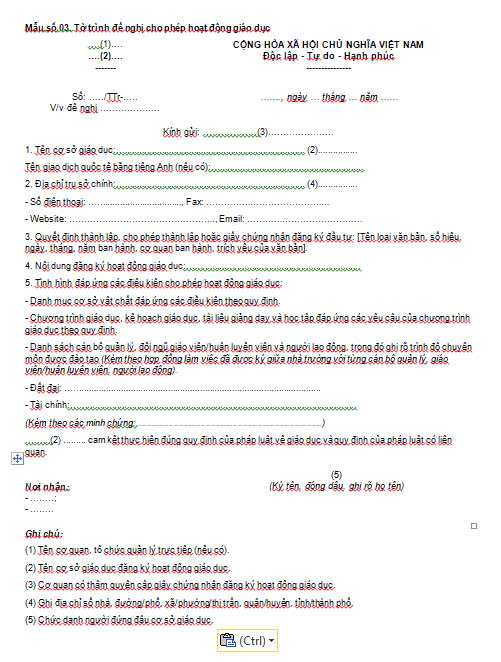 Mẫu số 03. Tờ trình đề nghị cho phép hoạt động giáo dục
....(1)....
....(2)....
-------
CỘNG HÒA XÃ HỘI CHỦ NGHĨA VIỆT NAM
Độc lập - Tự do - Hạnh phúc
---------------
Số: ...../TTr-.....
V/v đề nghị ....................
......., ngày ... tháng ... năm ......
Kính gửi: ..................(3)......................
1. Tên cơ sở giáo dục:................................................................ (2).............
Tên giao dịch quốc tế bằng tiếng Anh (nếu có):....................................................
2. Địa chỉ trụ sở chính:................................................................ (4).............
- Số điện thoại: ........................................, Fax: ..........................................
- Website: .................................................., Email: .......................................
3. Quyết định thành lập, cho phép thành lập hoặc giấy chứng nhận đăng ký đầu tư: [Tên loại văn bản, số hiệu,
ngày, tháng, năm ban hành, cơ quan ban hành, trích yếu của văn bản].
4. Nội dung đăng ký hoạt động giáo dục:............................................................
5. Tình hình đáp ứng các điều kiện cho phép hoạt động giáo dục:
- Danh mục cơ sở vật chất đáp ứng các điều kiện theo quy định.
- Chương trình giáo dục, kế hoạch giáo dục, tài liệu giảng dạy và học tập đáp ứng các yêu cầu của chương trình
giáo dục theo quy định.
- Danh sách cán bộ quản lý, đội ngũ giáo viên/huấn luyện viên và người lao động, trong đó ghi rõ trình độ chuyên
môn được đào tạo (Kèm theo hợp đồng làm việc đã được ký giữa nhà trường với từng cán bộ quản lý, giáo
viên/huấn luyện viên, người lao động).
- Đất đai: ......................................................................................
- Tài chính:................................................................................................
(Kèm theo các minh chứng:...............................................................)
........(2) ......... cam kết thực hiện đúng quy định của pháp luật về giáo dục và quy định của pháp luật có liên
quan.
Nơi nhận:
- ........;
- ........
(5)
(Ký tên, đóng dấu, ghi rõ họ tên)
Ghi chú:
(1) Tên cơ quan, tổ chức quản lý trực tiếp (nếu có).
(2) Tên cơ sở giáo dục đăng ký hoạt động giáo dục.
(3) Cơ quan có thẩm quyền cấp giấy chứng nhận đăng ký hoạt động giáo dục.
(4) Ghi địa chỉ số nhà, đường/phố, xã/phường/thị trấn, quận/huyện, tỉnh/thành phố.
(5) Chức danh người đứng đầu cơ sở giáo dục.
(Ctrl)